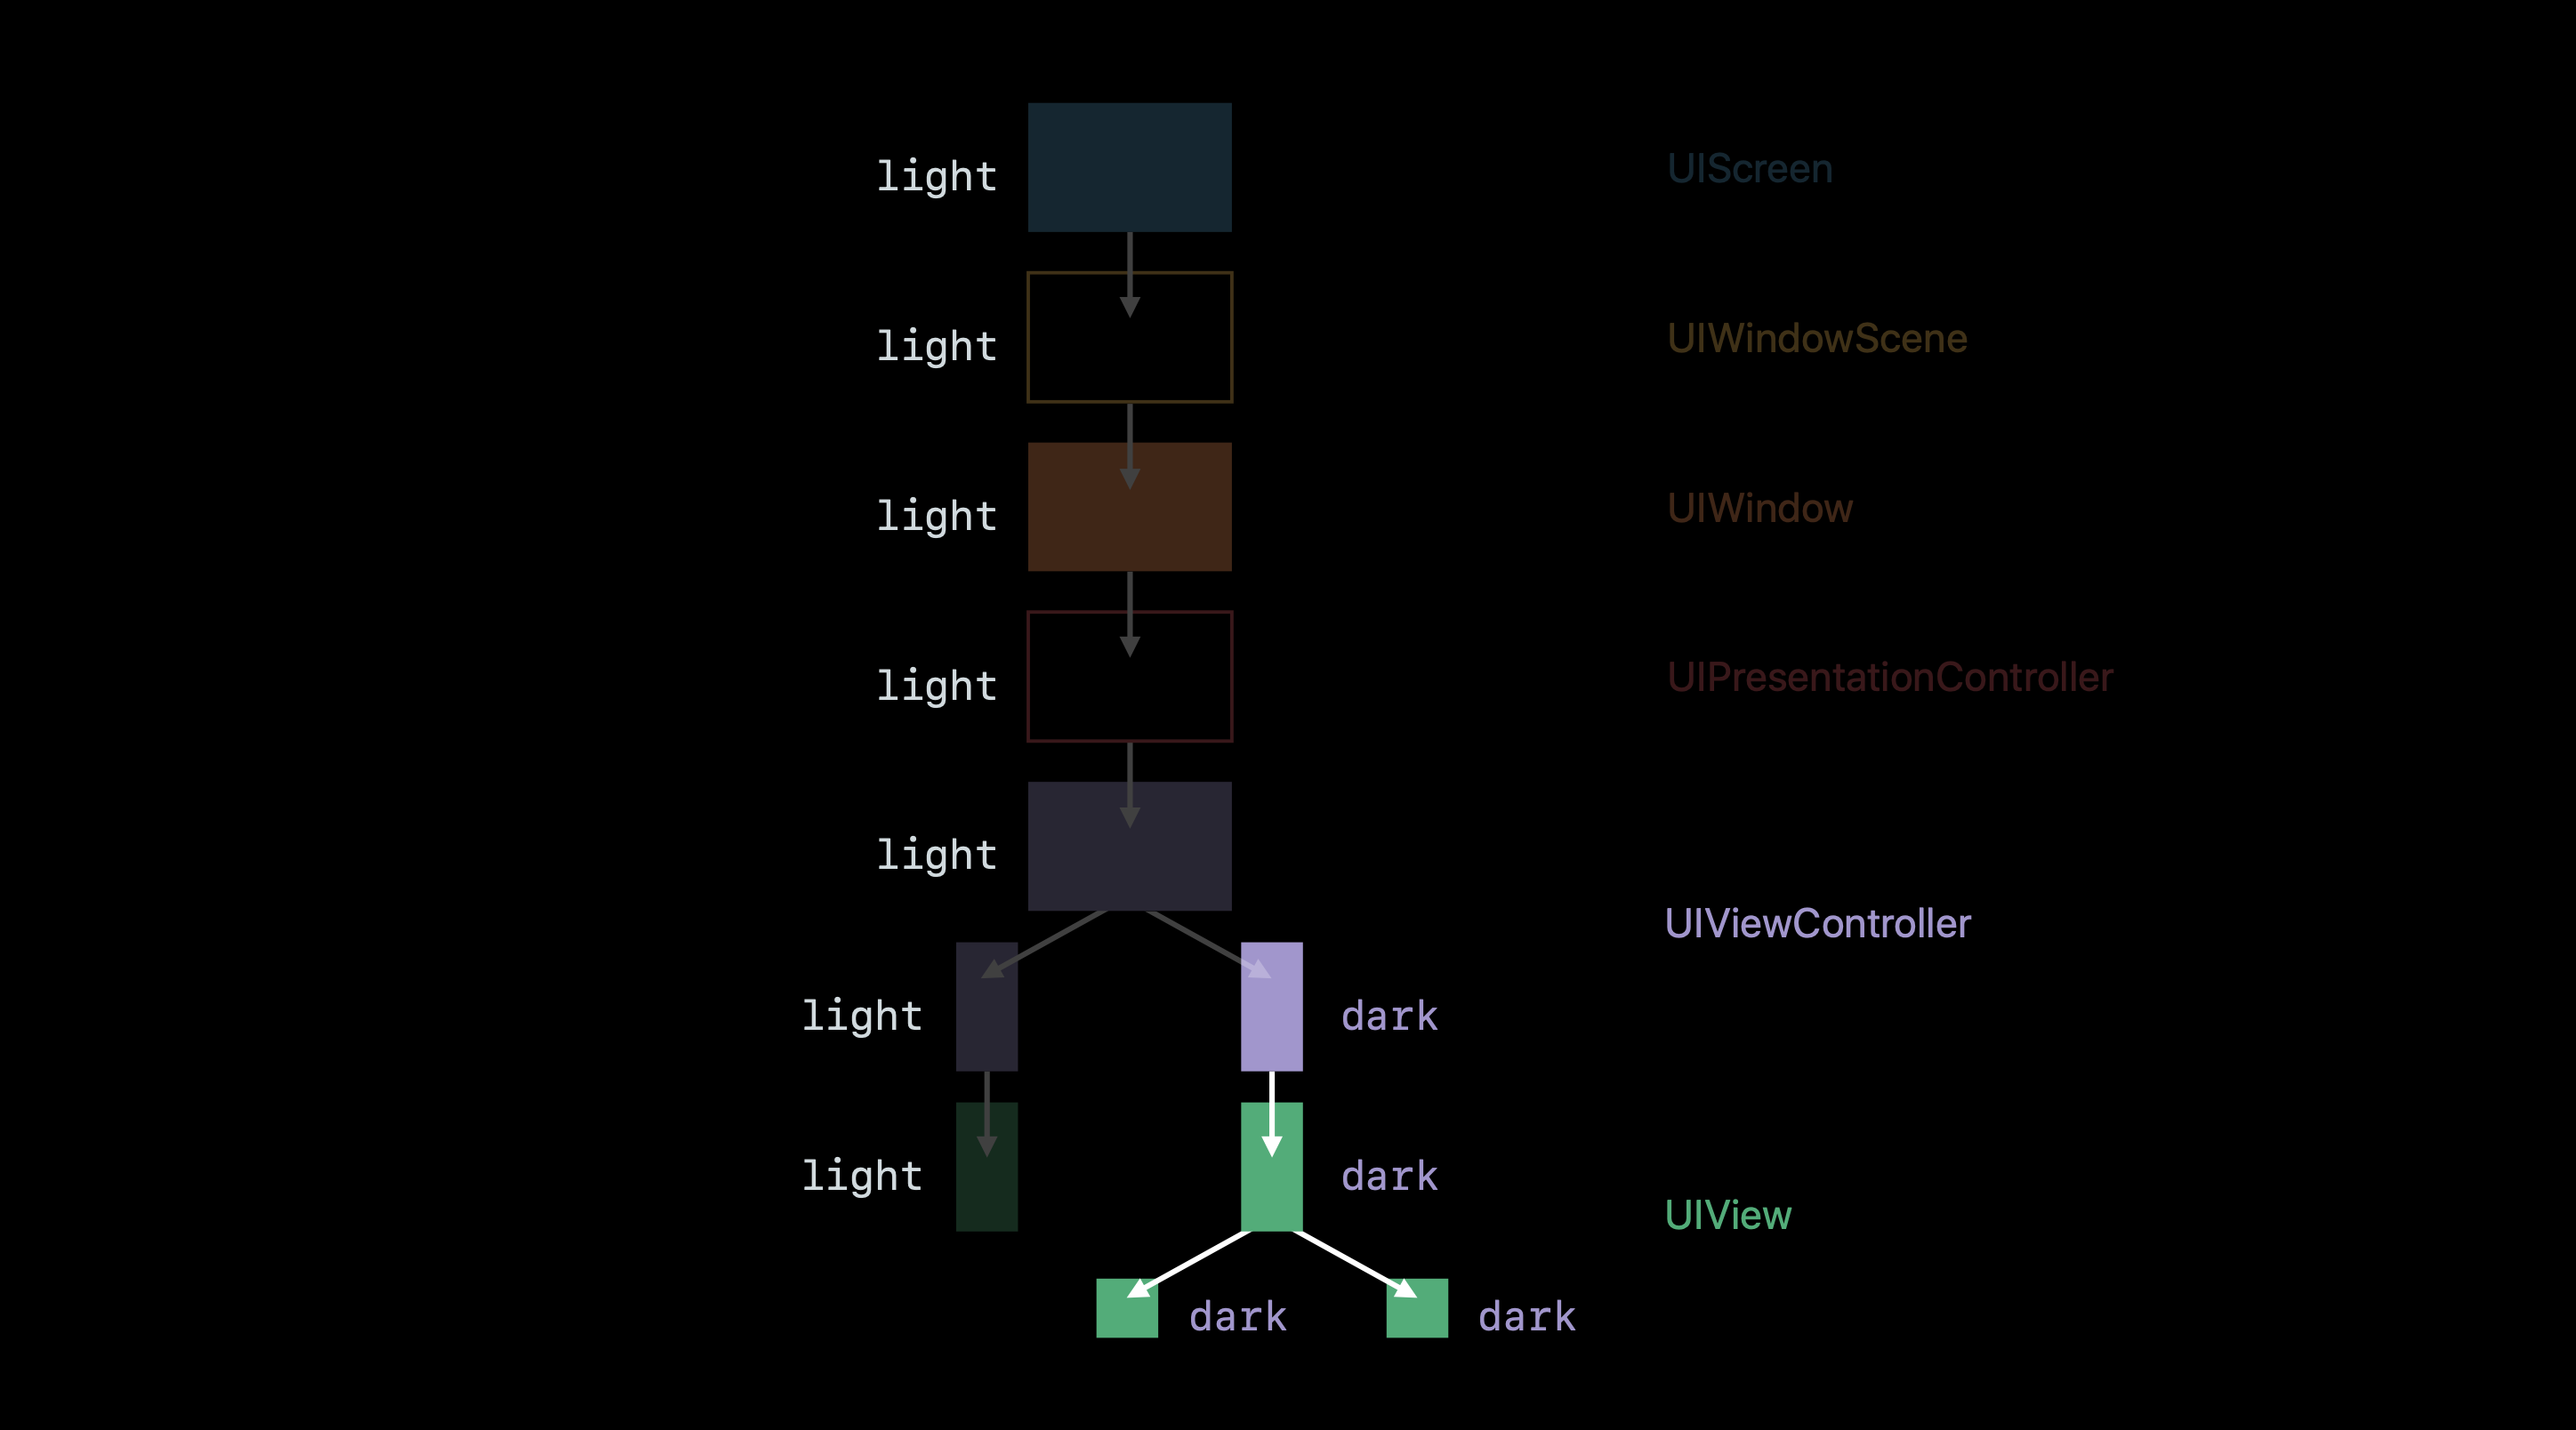 light
UIScreen
light
UIWindowScene
light
UIWindow
light
UIPresentationController
light
UIViewController
light
dark
light
dark
UIView
dark
dark